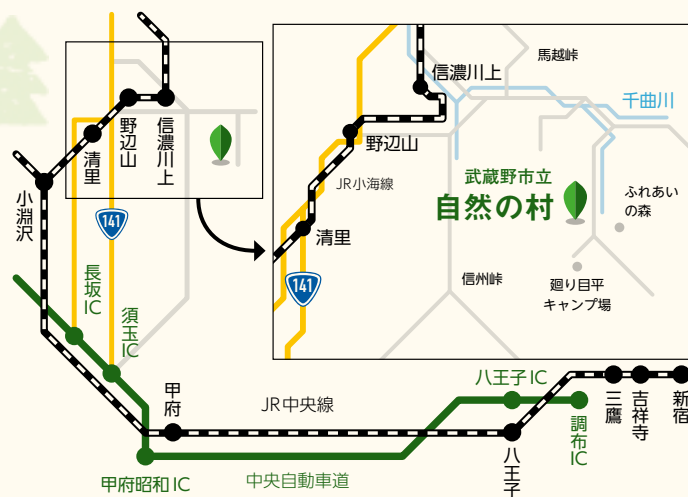 信濃川上
馬越峠
千曲川
野辺山
JR小海線
武蔵野市立
自然の村
ふれあい
の森
清里
141
信州峠
廻り目平
キャンプ場
信濃川上
野辺山
清里
小淵沢
141
長坂IC
須玉IC
甲府
JR中央線
八王子IC
調布IC
三鷹
吉祥寺
新宿
八王子
甲府昭和IC
中央自動車道